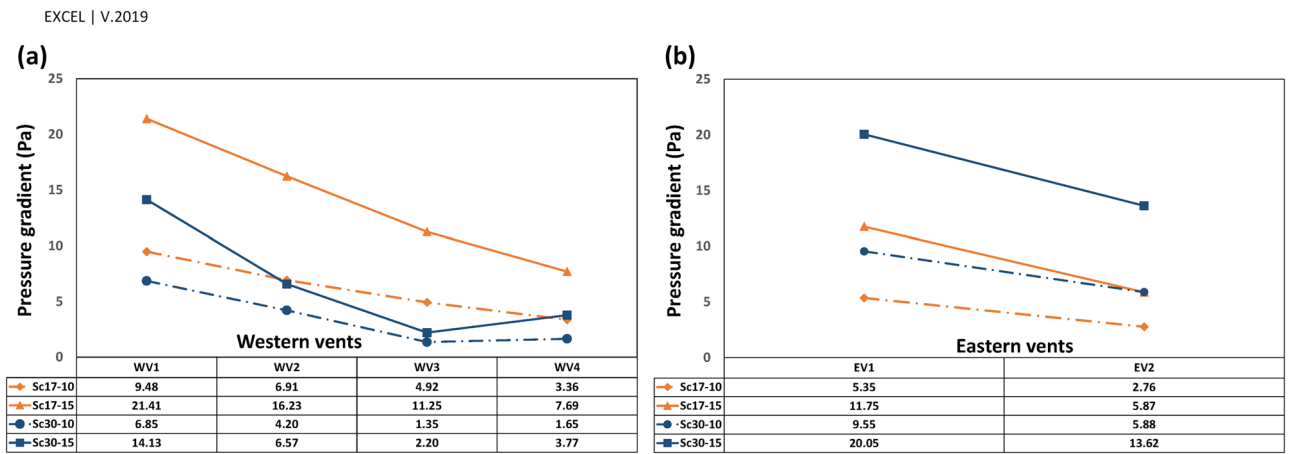 EXCEL | V.2019
(a)
Pressure gradient (Pa)
25
20
15
10
5
0
Western vents
WV1 WV2 WV3 WV4
Sc17-10 9.48 6.91 4.92 3.36
Sc17-15 21.41 16.23 11.25 7.69
Sc30-10 6.85 4.20 1.35 1.65
Sc30-15 14.13 6.57 2.20 3.77
(b)
Pressure gradient (Pa)
25
20
15
10
5
0
Eastern vents
EV1 EV2
Sc17-10 5.35 2.76
Sc17-15 11.75 5.87
Sc30-10 9.55 5.88
Sc30-15 20.05 13.62